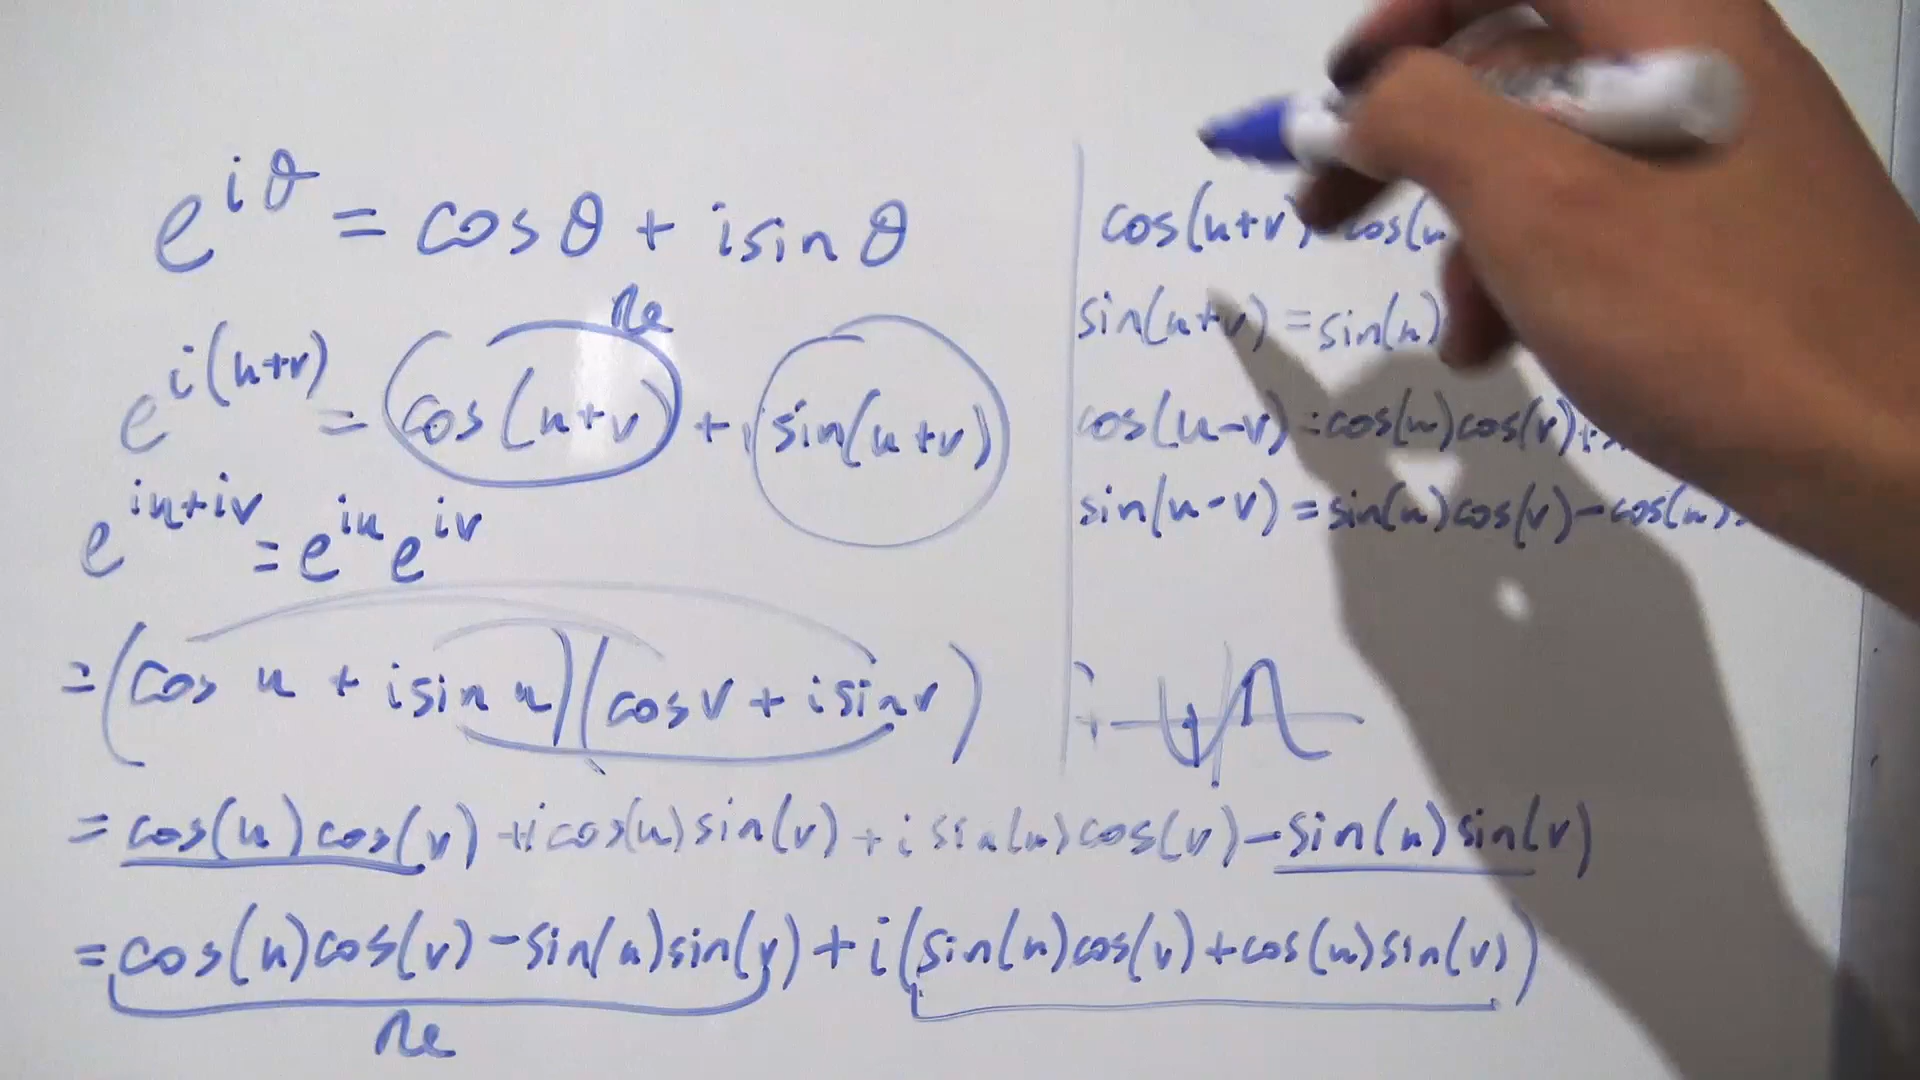 e^{iθ} = cos θ + i sin θ
Re
e^{i(u+v)} = cos(u+v) + i sin(u+v)
e^{iu+iv} = e^{iu} e^{iv}
= (cos u + i sin u)(cos v + i sin v)
= cos(u) cos(v) + i cos(u) sin(v) + i sin(u) cos(v) - sin(u) sin(v)
= cos(u) cos(v) - sin(u) sin(v) + i (sin(u) cos(v) + cos(u) sin(v))
Re
cos(u+v) = cos(u
sin(u+v) = sin(u)
cos(u-v) = cos(u) cos(v) +
sin(u-v) = sin(u) cos(v) - cos(u)